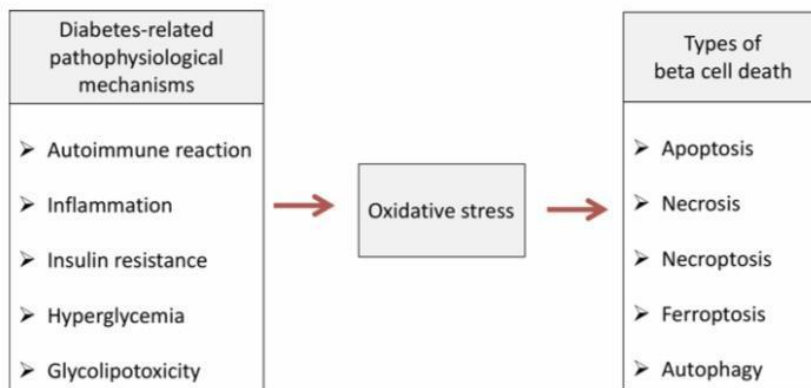 Diabetes-related
pathophysiological
mechanisms
➢ Autoimmune reaction
➢ Inflammation
➢ Insulin resistance
➢ Hyperglycemia
➢ Glycolipotoxicity
Oxidative stress
Types of
beta cell death
➢ Apoptosis
➢ Necrosis
➢ Necroptosis
➢ Ferroptosis
➢ Autophagy